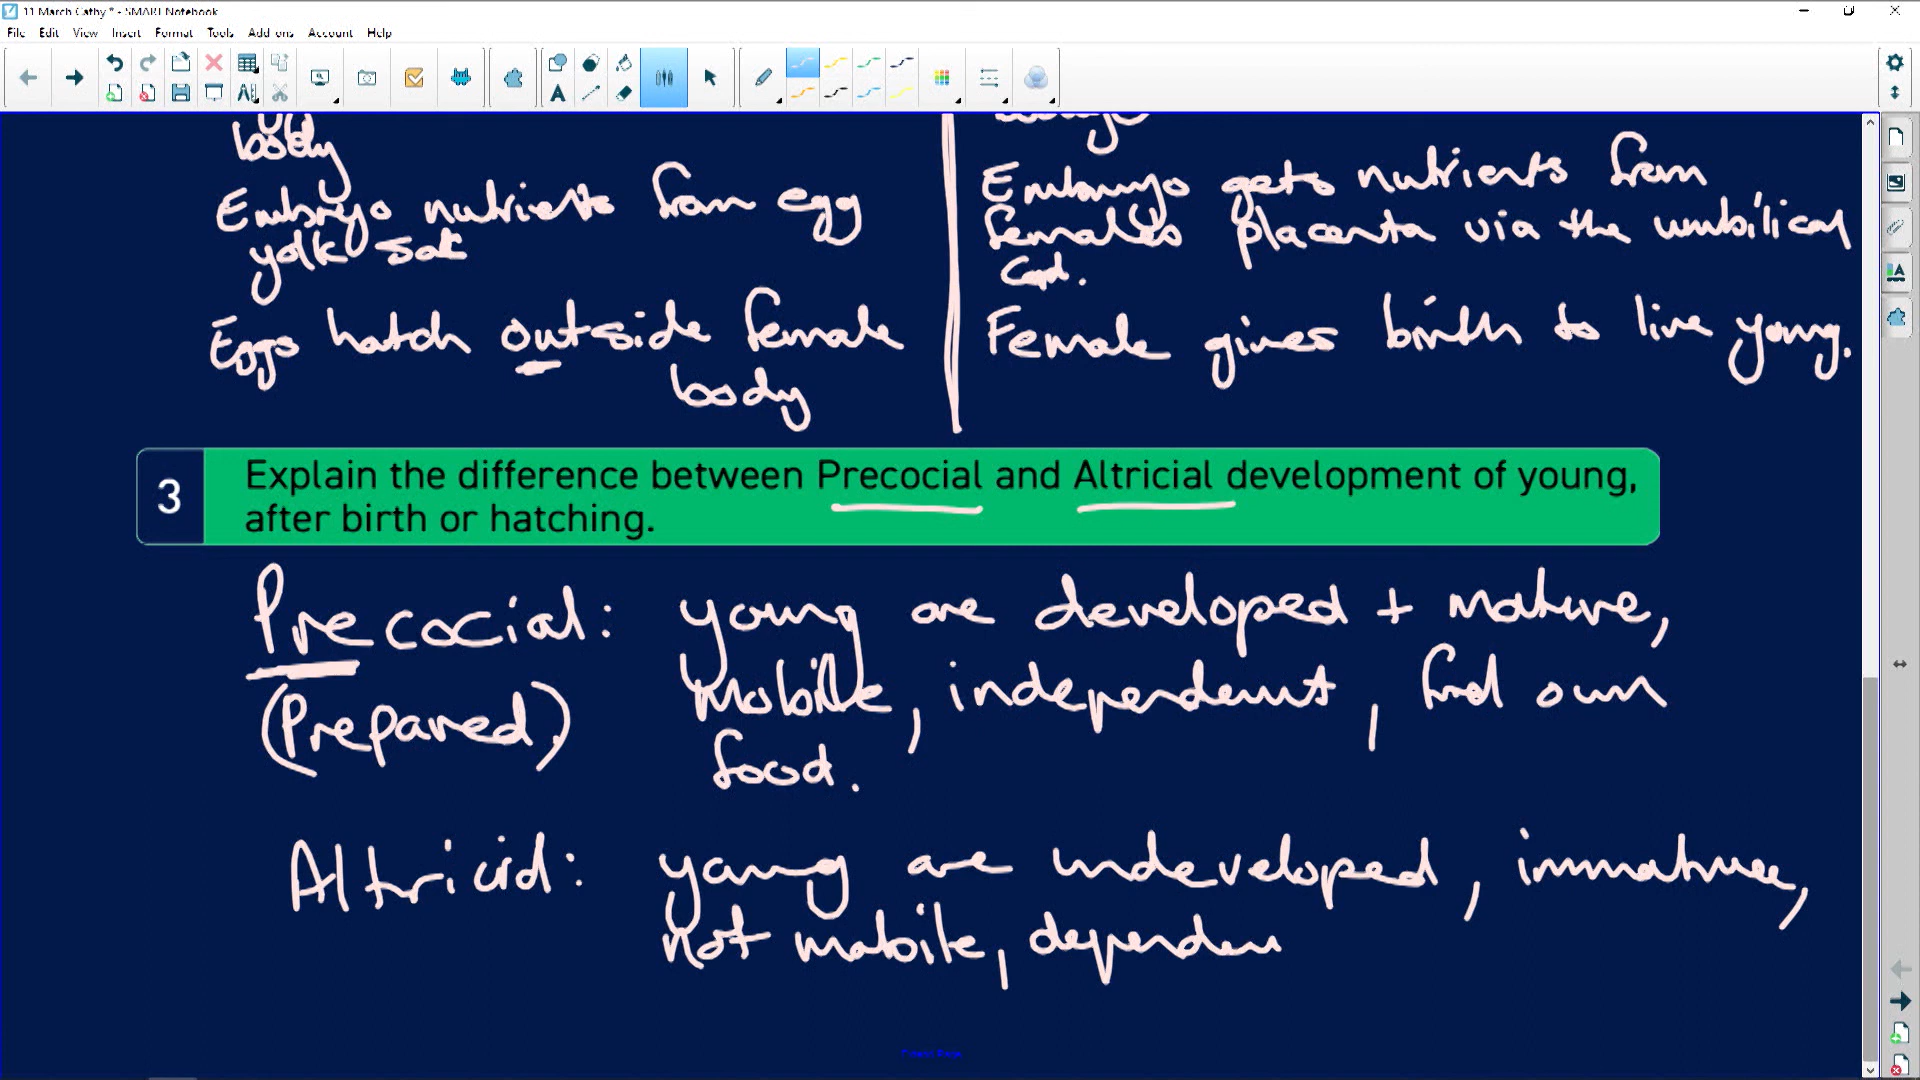 11 March Cathy * - SMART Notebook
File Edit View Insert Format Tools Add-ons Account Help
body
Embryo nutrients from egg
yolk sak
Eggs hatch outside female
body
Embryo gets nutrients from
females placenta via the umbilical
Cord.
Female gives birth to live young.
3 Explain the difference between Precocial and Altricial development of young,
after birth or hatching.
Precocial: young are developed + mature,
(Prepared) mobile, independent, find own
food.
Altricial: young are undeveloped, immature,
not mobile, dependen